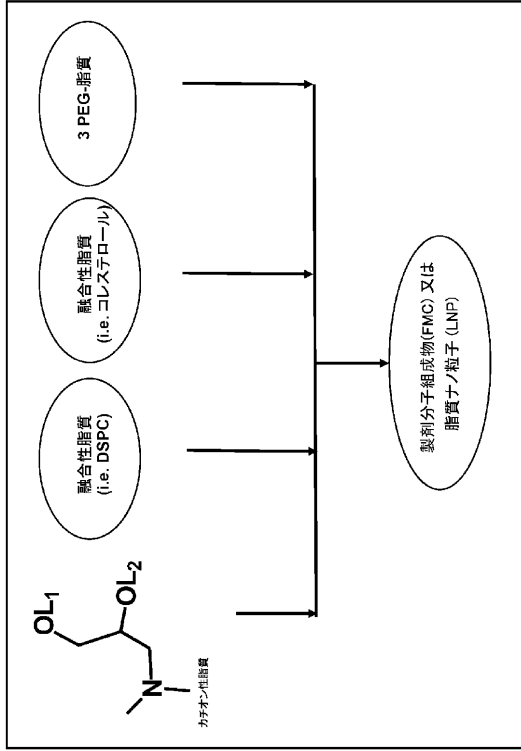 OL1
OL2
N
カチオン性脂質
融合性脂質
(i.e. DSPC)
融合性脂質
(i.e. コレステロール)
3 PEG-脂質
製剤分子組成物(FMC) 又は
脂質ナノ粒子 (LNP)